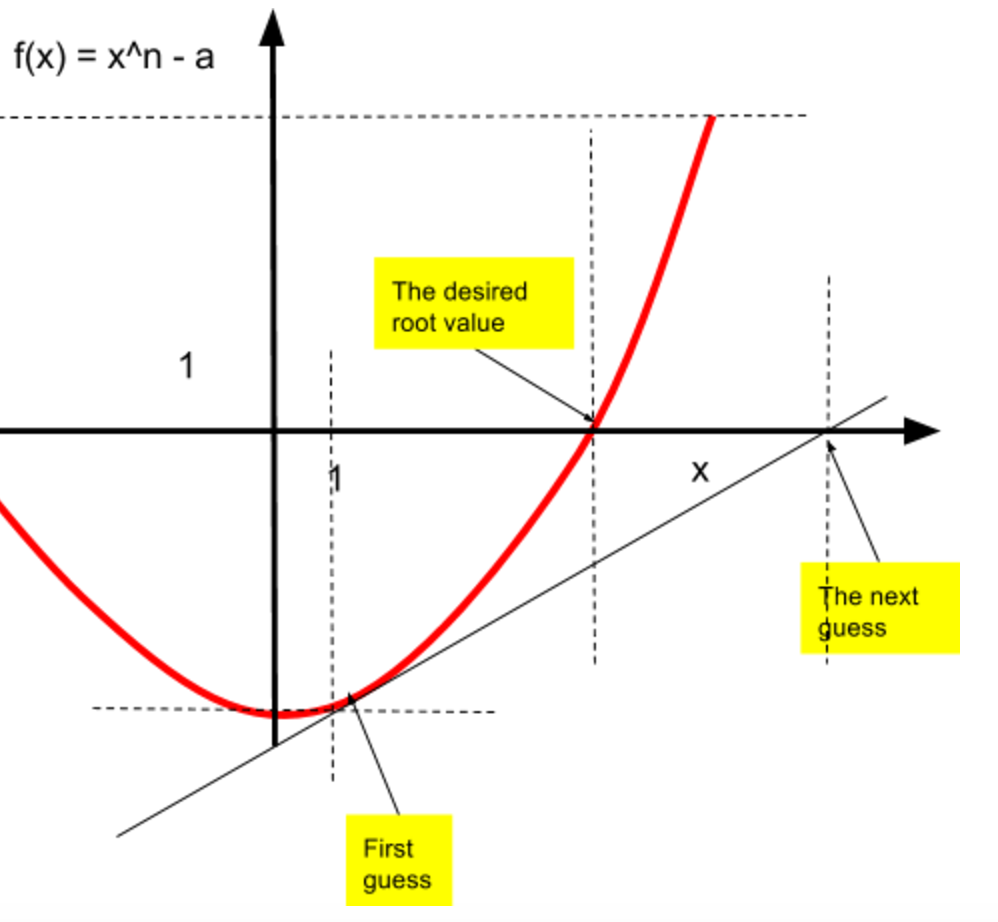 f(x) = x^n - a
The desired
root value
1
1
x
The next
guess
First
guess